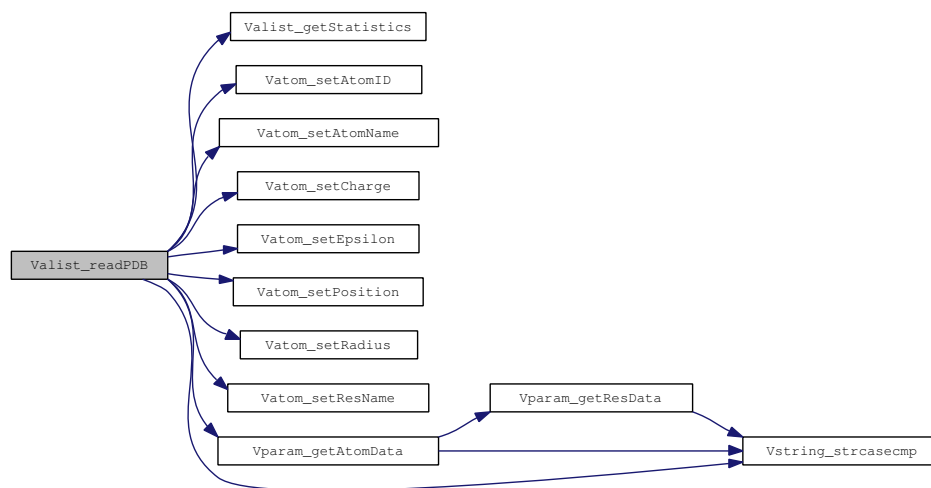 Valist_getStatistics
Vatom_setAtomID
Vatom_setAtomName
Vatom_setCharge
Vatom_setEpsilon
Valist_readPDB
Vatom_setPosition
Vatom_setRadius
Vatom_setResName
Vparam_getResData
Vparam_getAtomData
Vstring_strcasecmp